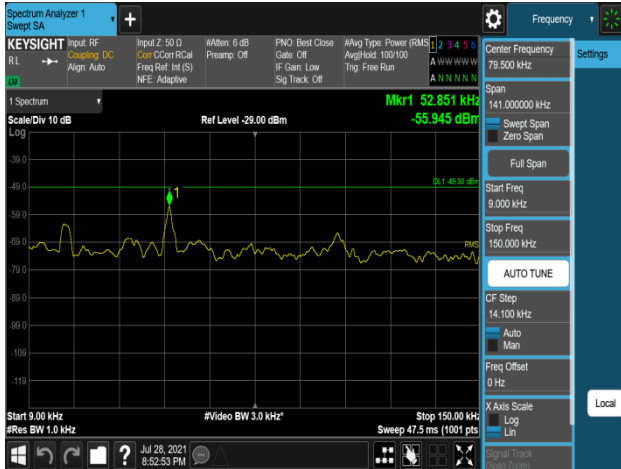 Spectrum Analyzer 1
Swept SA
+
Frequency
KEYSIGHT
RL
LV
Input: RF
Coupling: DC
Align: Auto
Input Z: 50 Ω
Corr CCorr RCal
Freq Ref: Int (S)
NFE: Adaptive
#Atten: 6 dB
Preamp: Off
PNO: Best Close
Gate: Off
IF Gain: Low
Sig Track: Off
#Avg Type: Power (RMS
Avg|Hold: 100/100
Trig: Free Run
1 2 3 4 5 6
A W W W W W
A N N N N N
1 Spectrum
Mkr1 52.851 kHz
Scale/Div 10 dB
Ref Level -29.00 dBm
-55.945 dBm
Log
-39.0
-49.0
-59.0
-69.0
-79.0
-89.0
-99.0
-109
-119
DL1 -49.00 dBm
1
RMS
Start 9.00 kHz
#Video BW 3.0 kHz*
Stop 150.00 kHz
#Res BW 1.0 kHz
Sweep 47.5 ms (1001 pts
?
Jul 28, 2021
8:52:53 PM
Center Frequency
79.500 kHz
Settings
Span
141.000000 kHz
Swept Span
Zero Span
Full Span
Start Freq
9.000 kHz
Stop Freq
150.000 kHz
AUTO TUNE
CF Step
14.100 kHz
Auto
Man
Freq Offset
0 Hz
X Axis Scale
Log
Lin
Local
Signal Track
(Span Zoom)